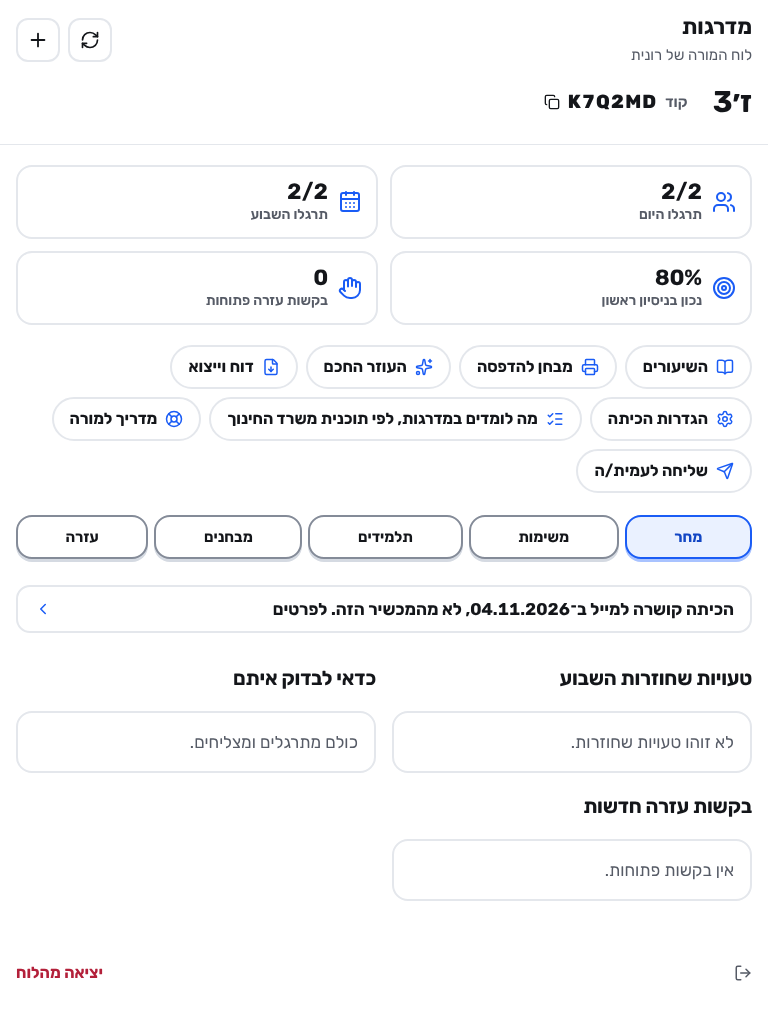 מדרגות
לוח המורה של רונית
ז׳3
קוד K7Q2MD
2/2
תרגלו היום
2/2
תרגלו השבוע
80%
נכון בניסיון ראשון
0
בקשות עזרה פתוחות
השיעורים
מבחן להדפסה
העוזר החכם
דוח וייצוא
הגדרות הכיתה
מה לומדים במדרגות, לפי תוכנית משרד החינוך
מדריך למורה
שליחה לעמית/ה
מחר
משימות
תלמידים
מבחנים
עזרה
הכיתה קושרה למייל ב־04.11.2026, לא מהמכשיר הזה. לפרטים
טעויות שחוזרות השבוע
לא זוהו טעויות שחוזרות.
כדאי לבדוק איתם
כולם מתרגלים ומצליחים.
בקשות עזרה חדשות
אין בקשות פתוחות.
יציאה מהלוח